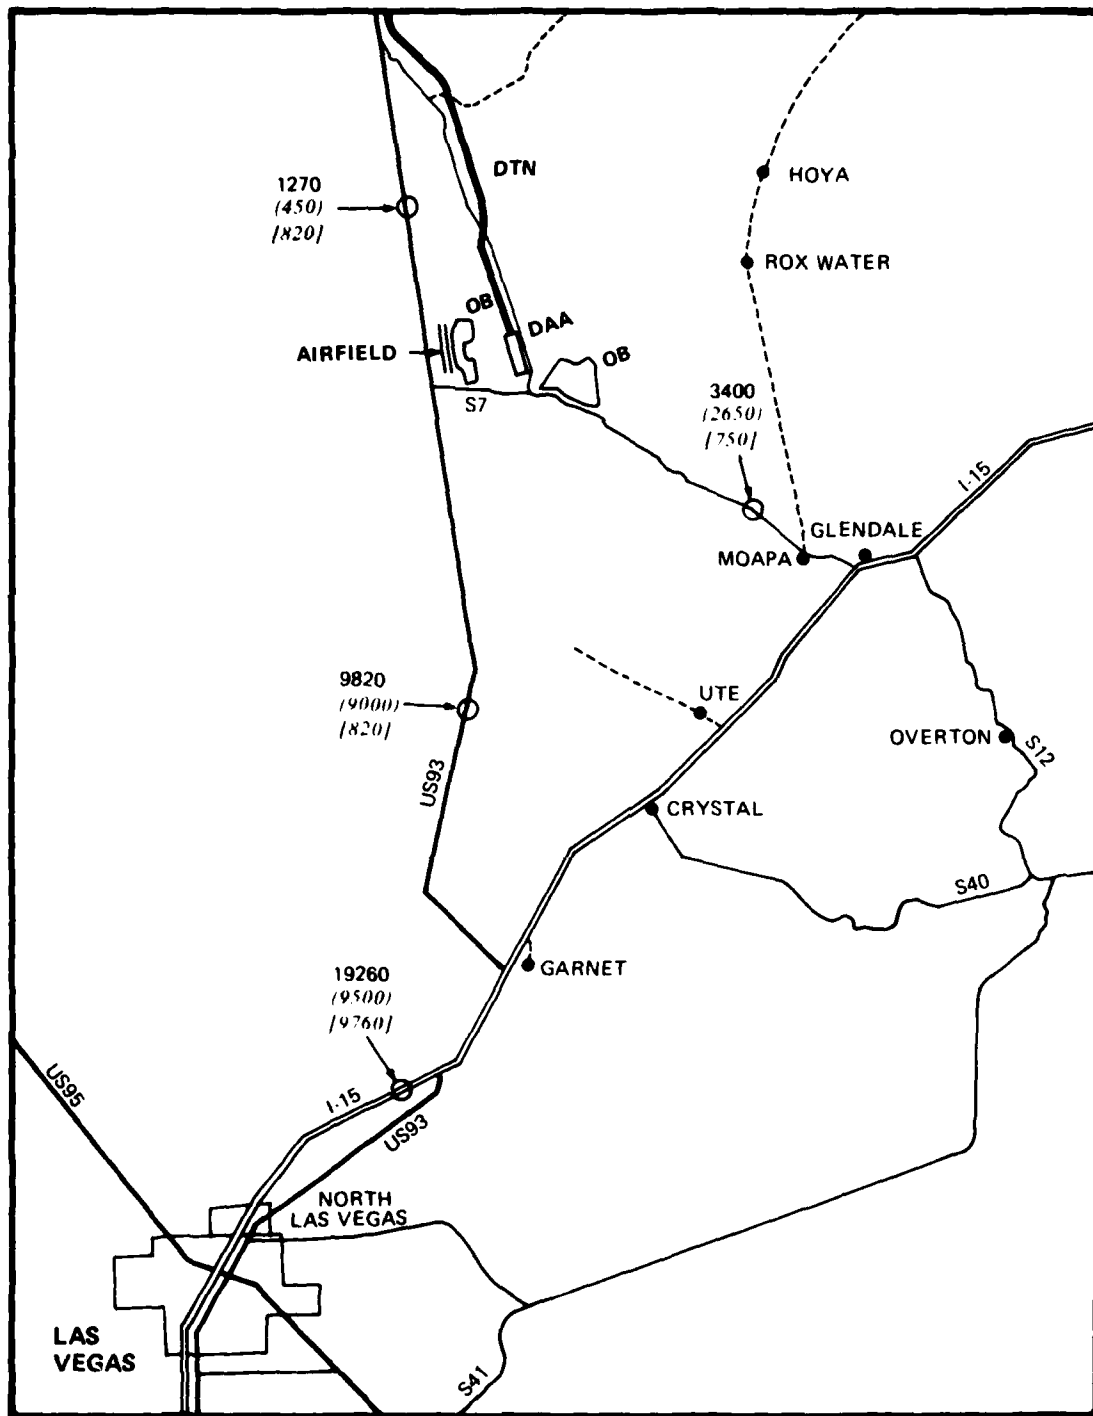 DTN
HOYA
1270
(450)
[820]
ROX WATER
OB
DAA
AIRFIELD
OB
S7
3400
(2650)
[750]
I-15
GLENDALE
MOAPA
9820
(9000)
[820]
UTE
OVERTON
S12
US93
CRYSTAL
S40
GARNET
19260
(9500)
[9760]
US95
I-15
US93
NORTH
LAS VEGAS
LAS
VEGAS
S41